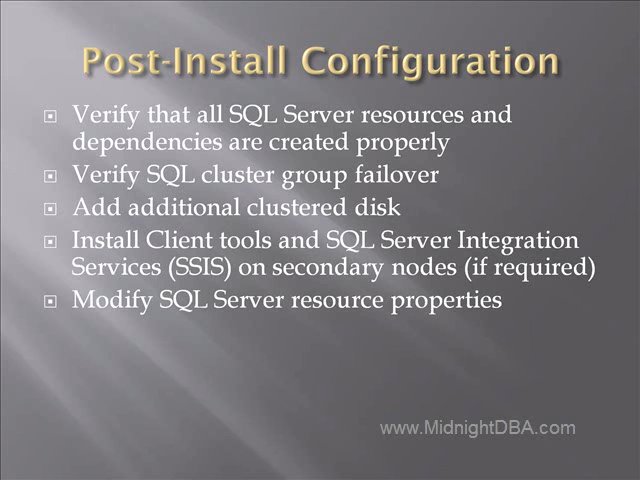 Post-Install Configuration
Verify that all SQL Server resources and
dependencies are created properly
Verify SQL cluster group failover
Add additional clustered disk
Install Client tools and SQL Server Integration
Services (SSIS) on secondary nodes (if required)
Modify SQL Server resource properties
www.MidnightDBA.com